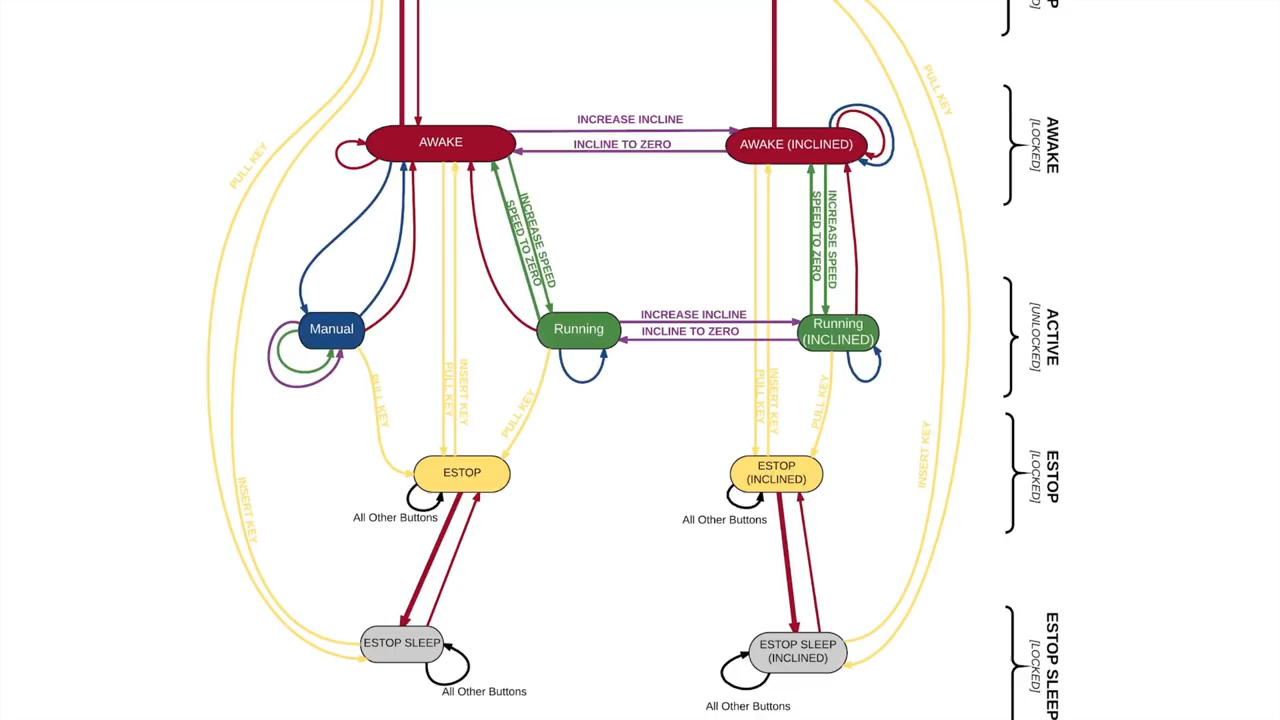 P
D]
PULL KEY
PULL KEY
INCREASE INCLINE
INCLINE TO ZERO
AWAKE
AWAKE (INCLINED)
AWAKE
[LOCKED]
INCREASE SPEED
SPEED TO ZERO
INCREASE SPEED
SPEED TO ZERO
Manual
Running
INCREASE INCLINE
INCLINE TO ZERO
Running
(INCLINED)
ACTIVE
[UNLOCKED]
PULL KEY
PULL KEY
INSERT KEY
PULL KEY
PULL KEY
INSERT KEY
PULL KEY
INSERT KEY
ESTOP
ESTOP
(INCLINED)
ESTOP
[LOCKED]
All Other Buttons
All Other Buttons
INSERT KEY
ESTOP SLEEP
ESTOP SLEEP
(INCLINED)
ESTOP SLEEP
[LOCKED]
All Other Buttons
All Other Buttons